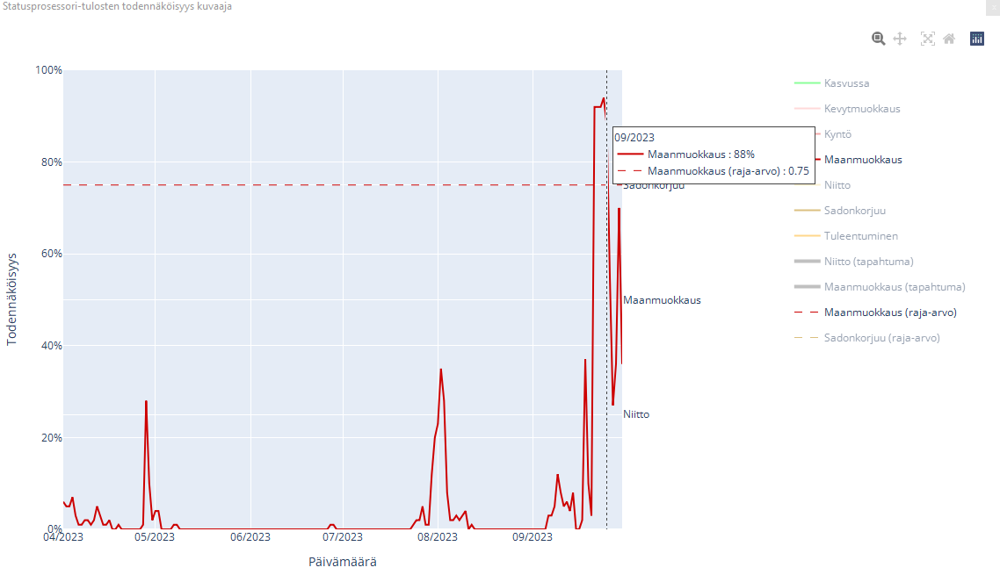 Statusprosessori-tulosten todennäköisyys kuvaaja
100%
80%
60%
40%
20%
0%
Todennäköisyys
04/2023
05/2023
06/2023
07/2023
08/2023
09/2023
Päivämäärä
09/2023
Maanmuokkaus : 88%
Maanmuokkaus (raja-arvo) : 0.75
Sadonkorjuu
Maanmuokkaus
Niitto
Kasvussa
Kevytmuokkaus
Kyntö
Maanmuokkaus
Niitto
Sadonkorjuu
Tuleentuminen
Niitto (tapahtuma)
Maanmuokkaus (tapahtuma)
Maanmuokkaus (raja-arvo)
Sadonkorjuu (raja-arvo)